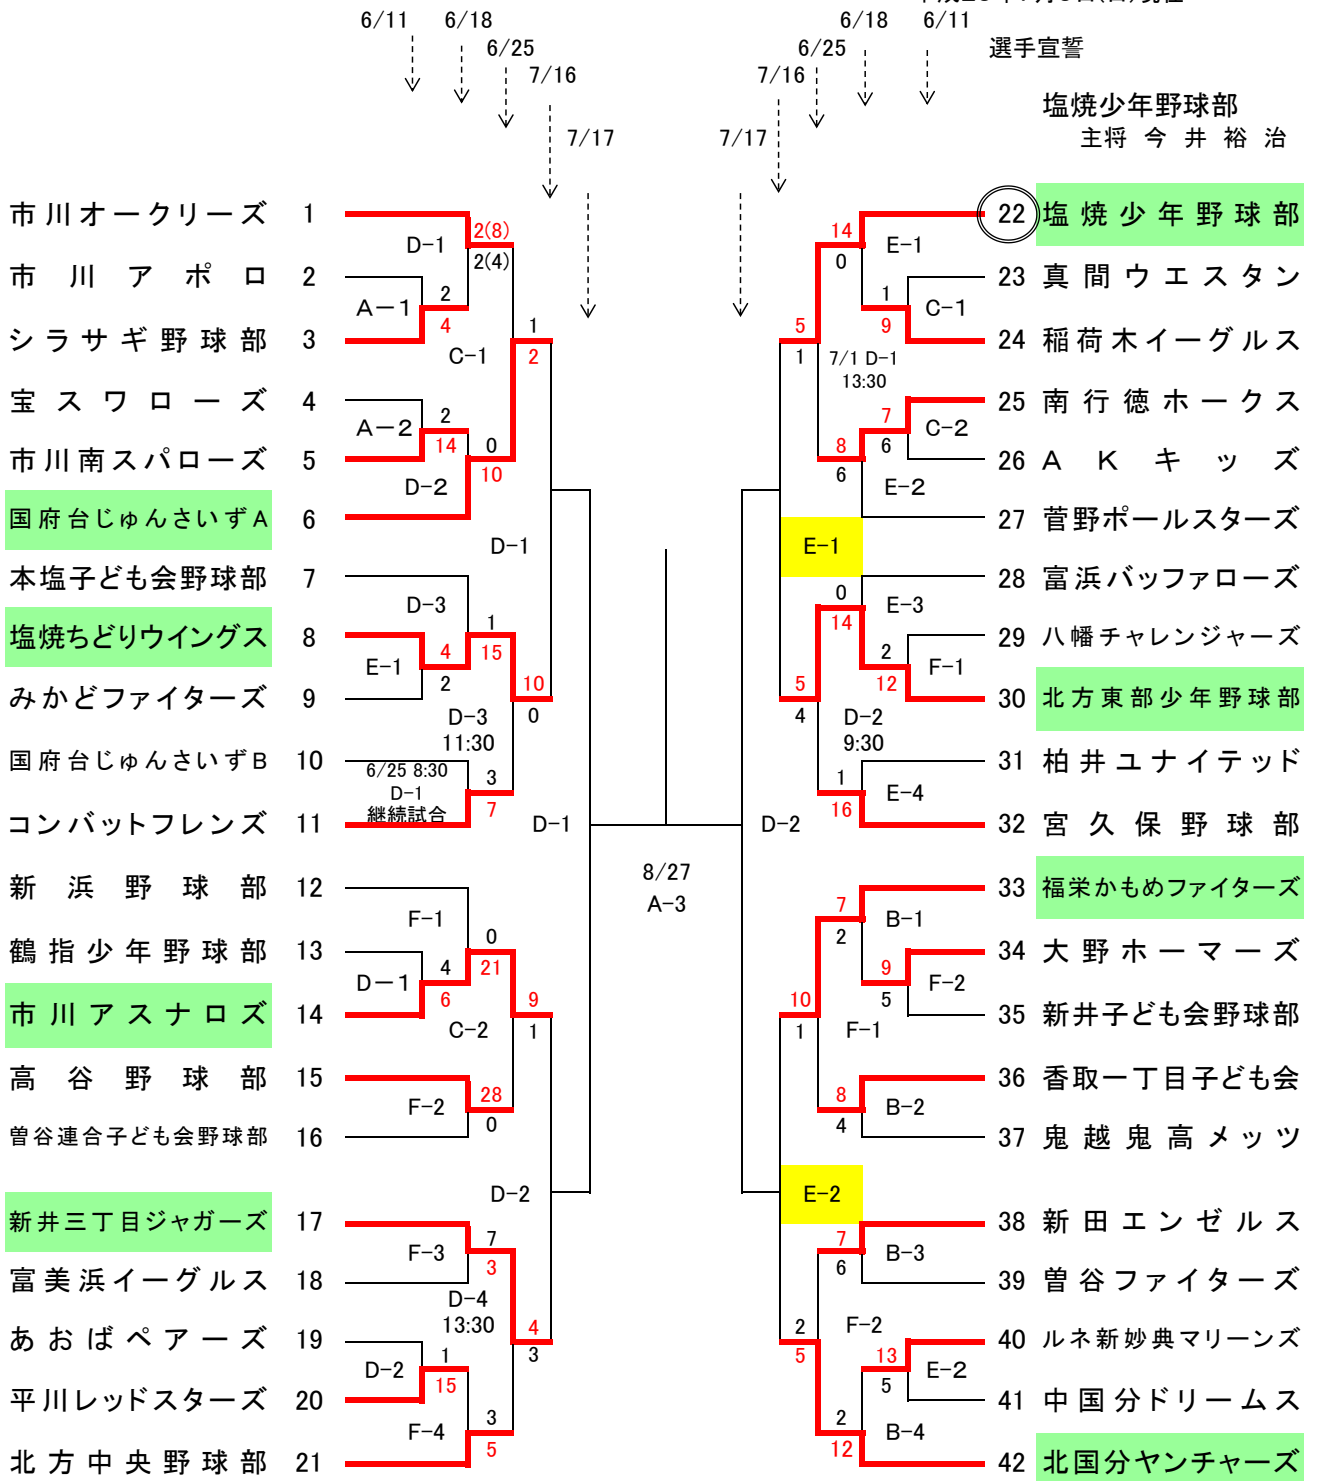 6/11 6/18 6/18 6/11
6/25 6/25 選手宣誓
7/16 7/16
塩焼少年野球部
7/17 7/17 主将 今 井 裕 治
市川オークリーズ 1
市川アポロ 2
シラサギ野球部 3
宝スワローズ 4
市川南スパローズ 5
国府台じゅんさいずA 6
本塩子ども会野球部 7
塩焼ちどりウイングス 8
みかどファイターズ 9
国府台じゅんさいずB 10
コンバットフレンズ 11
新浜野球部 12
鶴指少年野球部 13
市川アスナロズ 14
高谷野球部 15
曽谷連合子ども会野球部 16
新井三丁目ジャガーズ 17
富美浜イーグルス 18
あおばペアーズ 19
平川レッドスターズ 20
北方中央野球部 21
D-1
2(8)
2(4)
A-1
2
4
C-1
1
2
A-2
2
14
0
10
D-2
D-1
D-3
1
15
E-1
4
2
10
0
D-3
11:30
6/25 8:30
D-1
継続試合
3
7
D-1
F-1
0
21
D-1
4
6
9
1
C-2
F-2
28
0
D-2
F-3
7
3
D-4
13:30
4
3
D-2
1
15
F-4
3
5
8/27
A-3
22 塩焼少年野球部
23 真間ウエスタン
24 稲荷木イーグルス
25 南行徳ホークス
26 AKキッズ
27 菅野ポールスターズ
28 富浜バッファローズ
29 八幡チャレンジャーズ
30 北方東部少年野球部
31 柏井ユナイテッド
32 宮久保野球部
33 福栄かもめファイターズ
34 大野ホーマーズ
35 新井子ども会野球部
36 香取一丁目子ども会
37 鬼越鬼高メッツ
38 新田エンゼルス
39 曽谷ファイターズ
40 ルネ新妙典マリーンズ
41 中国分ドリームス
42 北国分ヤンチャーズ
14
0
E-1
1
9
C-1
5
1
7/1 D-1
13:30
7
6
C-2
8
6
E-2
E-1
0
14
E-3
2
12
F-1
5
4
D-2
9:30
1
16
E-4
D-2
7
2
B-1
9
5
F-2
10
1
F-1
8
4
B-2
E-2
7
6
B-3
2
5
F-2
13
5
E-2
2
12
B-4